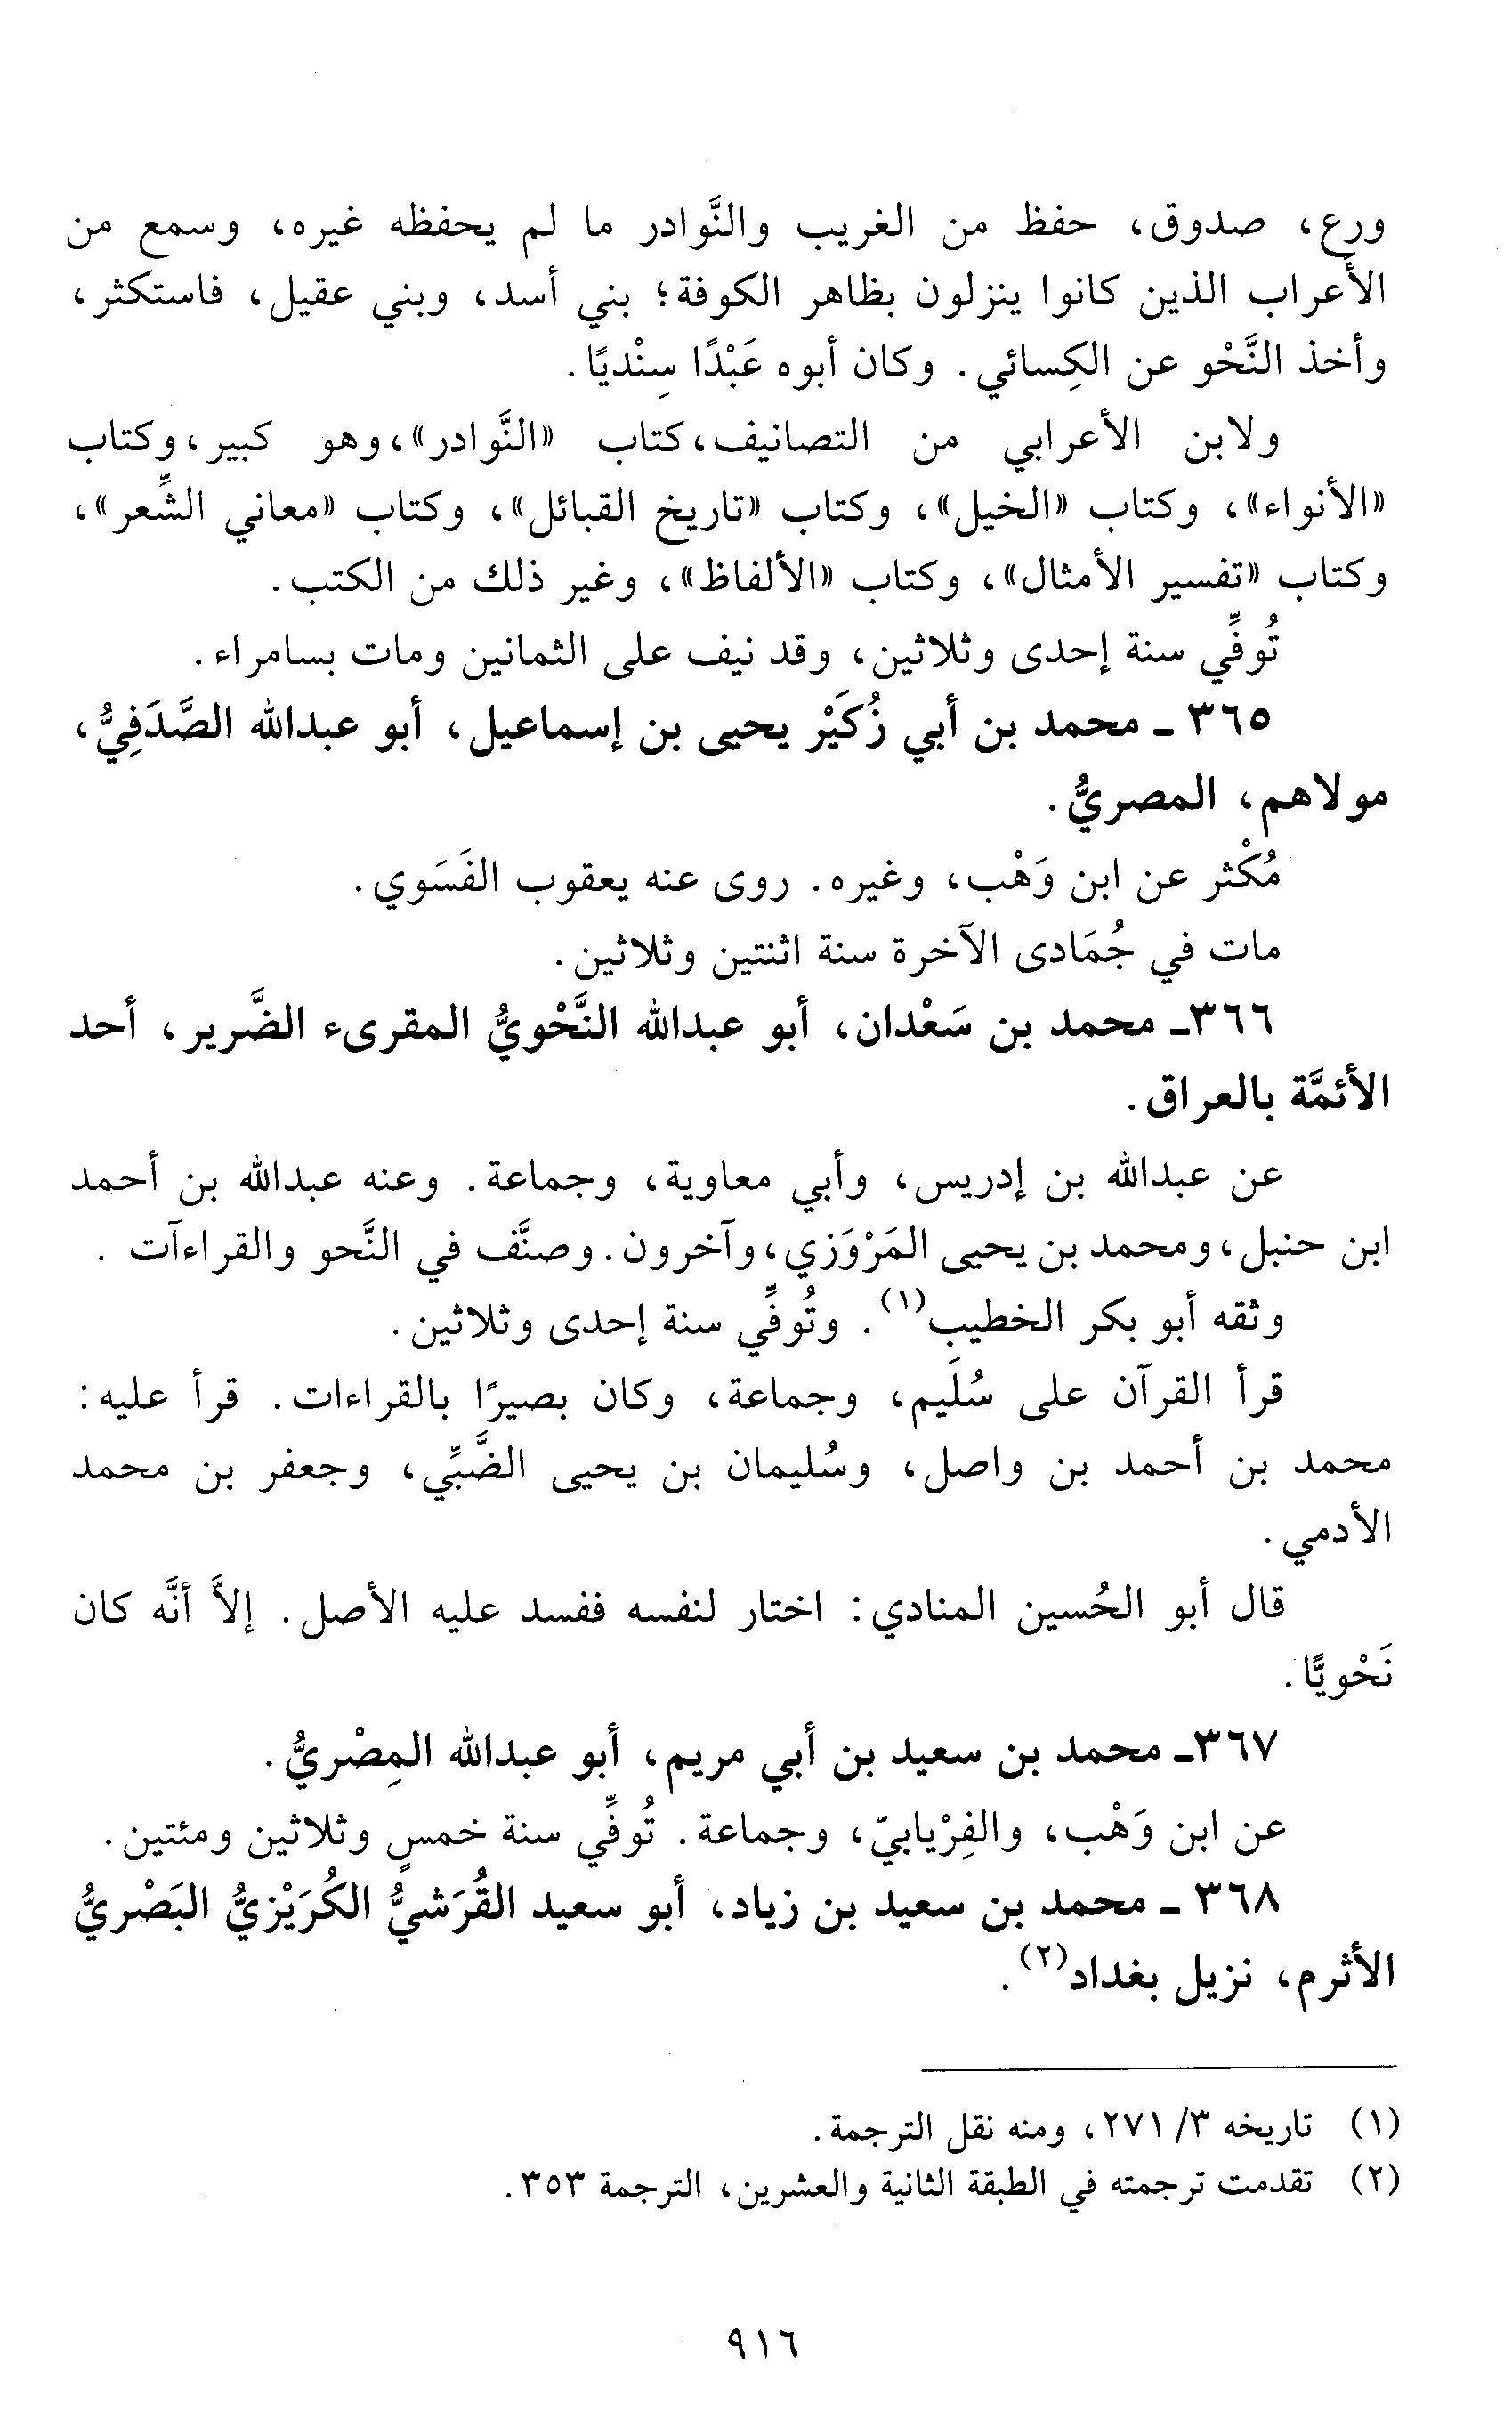 ورع، صدوق، حفظ من الغريب والنَّوادر ما لم يحفظه غيره، وسمع من
الأعراب الذين كانوا ينزلون بظاهر الكوفة؛ بني أسد، وبني عقيل، فاستكثر،
وأخذ النَّحْو عن الكِسائي. وكان أبوه عَبْدًا سِنْديًا.
ولابن الأعرابي من التصانيف، كتاب «النَّوادر»، وهو كبير، وكتاب
«الأنواء»، وكتاب «الخيل»، وكتاب «تاريخ القبائل»، وكتاب «معاني الشِّعر»،
وكتاب «تفسير الأمثال»، وكتاب «الألفاظ»، وغير ذلك من الكتب.
تُوفِّي سنة إحدى وثلاثين، وقد نيف على الثمانين ومات بسامراء.
٣٦٥ ـ محمد بن أبي زُكَيْر يحيى بن إسماعيل، أبو عبدالله الصَّدَفِيُّ،
مولاهم، المصريُّ.
مُكْثر عن ابن وَهْب، وغيره. روى عنه يعقوب الفَسَوي.
مات في جُمَادى الآخرة سنة اثنتين وثلاثين.
٣٦٦ـ محمد بن سَعْدان، أبو عبدالله النَّحْويُّ المقرىء الضَّرير، أحد
الأئمَّة بالعراق.
عن عبدالله بن إدريس، وأبي معاوية، وجماعة. وعنه عبدالله بن أحمد
ابن حنبل، ومحمد بن يحيى المَرْوَزي، وآخرون. وصنَّف في النَّحو والقراءآت .
وثقه أبو بكر الخطيب(١). وتُوفِّي سنة إحدى وثلاثين.
قرأ القرآن على سُلَيم، وجماعة، وكان بصيرًا بالقراءات. قرأ عليه:
محمد بن أحمد بن واصل، وسُليمان بن يحيى الضَّبِّي، وجعفر بن محمد
الأدمي.
قال أبو الحُسين المنادي: اختار لنفسه ففسد عليه الأصل. إلاَّ أنَّه كان
نَحْويًّا.
٣٦٧ـ محمد بن سعيد بن أبي مريم، أبو عبدالله المِصْريُّ.
عن ابن وَهْب، والفِرْيابيّ، وجماعة. تُوفِّي سنة خمسٍ وثلاثين ومئتين.
٣٦٨ ـ محمد بن سعيد بن زياد، أبو سعيد القُرَشيُّ الكُرَيْزيُّ البَصْريُّ
الأثرم، نزيل بغداد(٢).
(١) تاريخه ٣/ ٢٧١، ومنه نقل الترجمة.
(٢) تقدمت ترجمته في الطبقة الثانية والعشرين، الترجمة ٣٥٣.
٩١٦